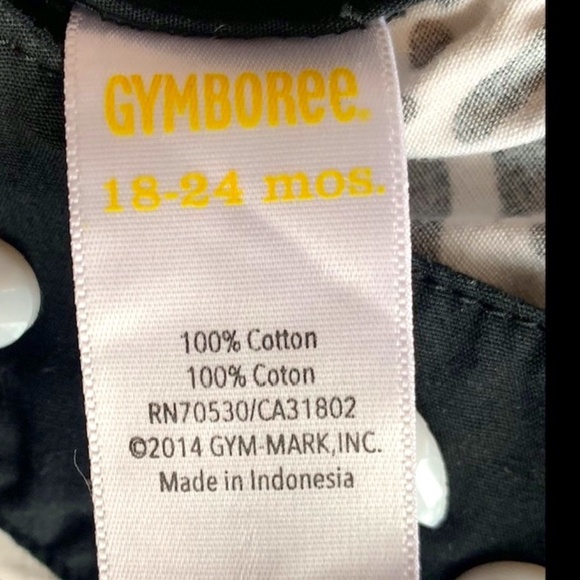 GYMBOREE.
18-24 mos.
100% Cotton
100% Coton
RN70530/CA31802
©2014 GYM-MARK,INC.
Made in Indonesia